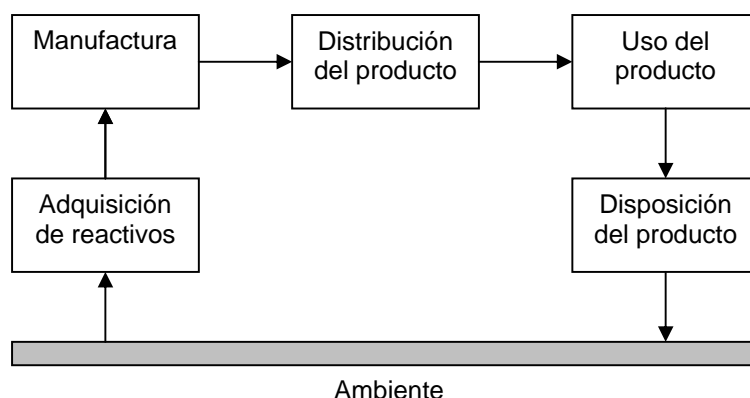 Manufactura
Distribución
del producto
Uso del
producto
Adquisición
de reactivos
Disposición
del producto
Ambiente